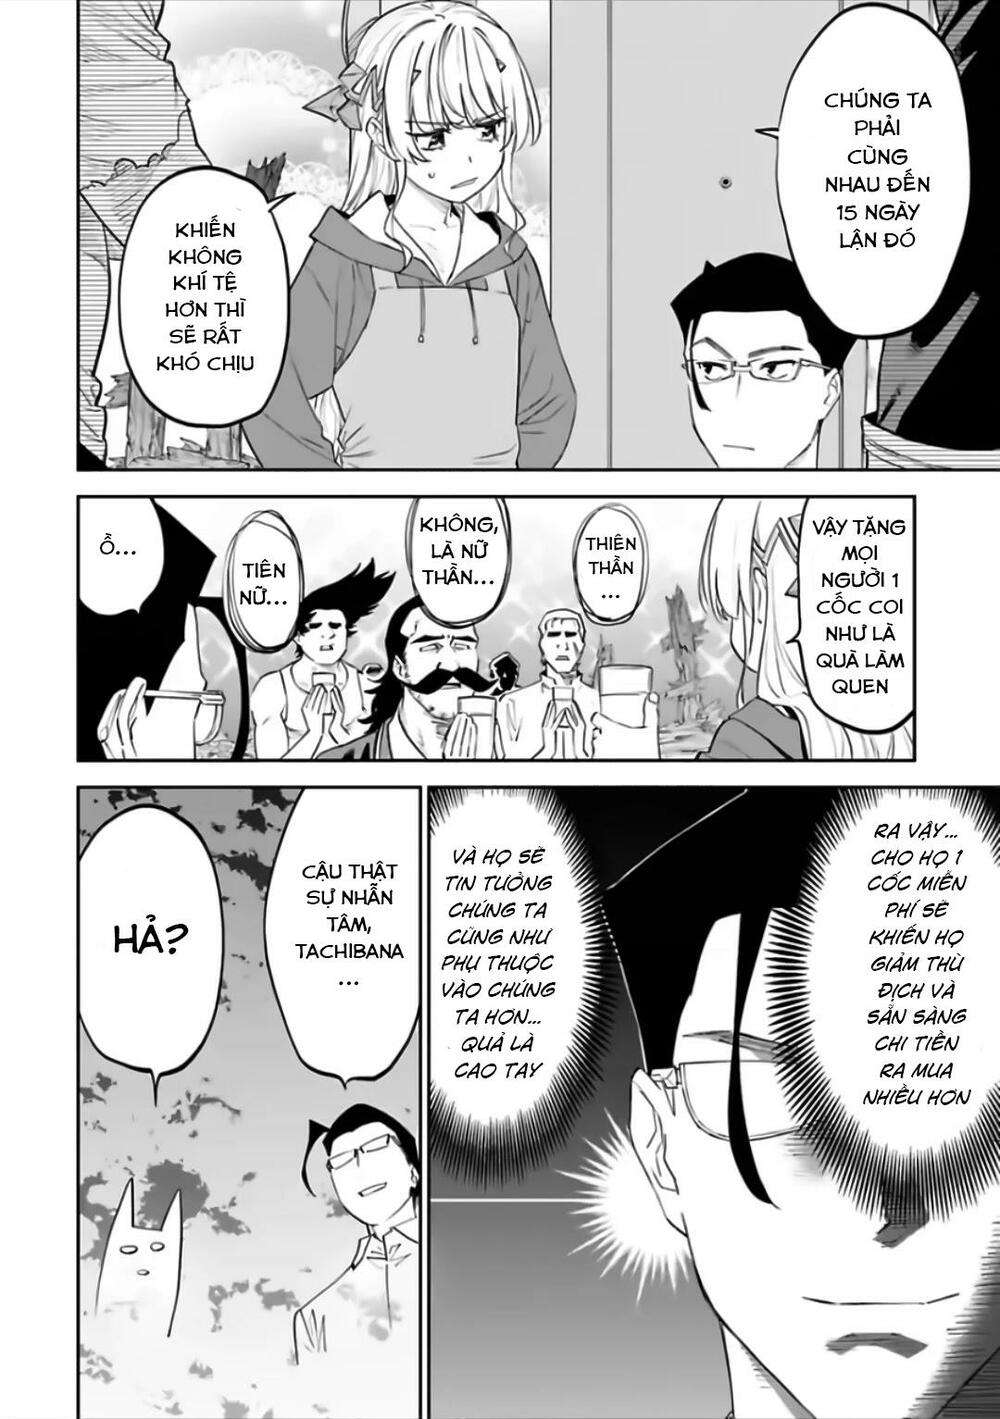 CHÚNG TA
PHẢI
CÙNG
NHAU ĐẾN
15 NGÀY
LẬN ĐÓ
KHIẾN
KHÔNG
KHÍ TỆ
HƠN THÌ
SẼ RẤT
KHÓ CHỊU
VẬY TẶNG
MỌI
NGƯỜI 1
CỐC COI
NHƯ LÀ
QUÀ LÀM
QUEN
THIÊN
THẦN
...
KHÔNG,
LÀ NỮ
THẦN...
TIÊN
NỮ...
Ồ...
RA VẬY...
CHO HỌ 1
CỐC MIỄN
PHÍ SẼ
KHIẾN HỌ
GIẢM THÙ
ĐỊCH VÀ
SẴN SÀNG
CHI TIỀN
RA MUA
NHIỀU HƠN
VÀ HỌ SẼ
TIN TƯỞNG
CHÚNG TA
CŨNG NHƯ
PHỤ THUỘC
VÀO CHÚNG
TA HƠN...
QUẢ LÀ
CAO TAY
CẬU THẬT
SỰ NHẪN
TÂM,
TACHIBANA
...
HẢ?